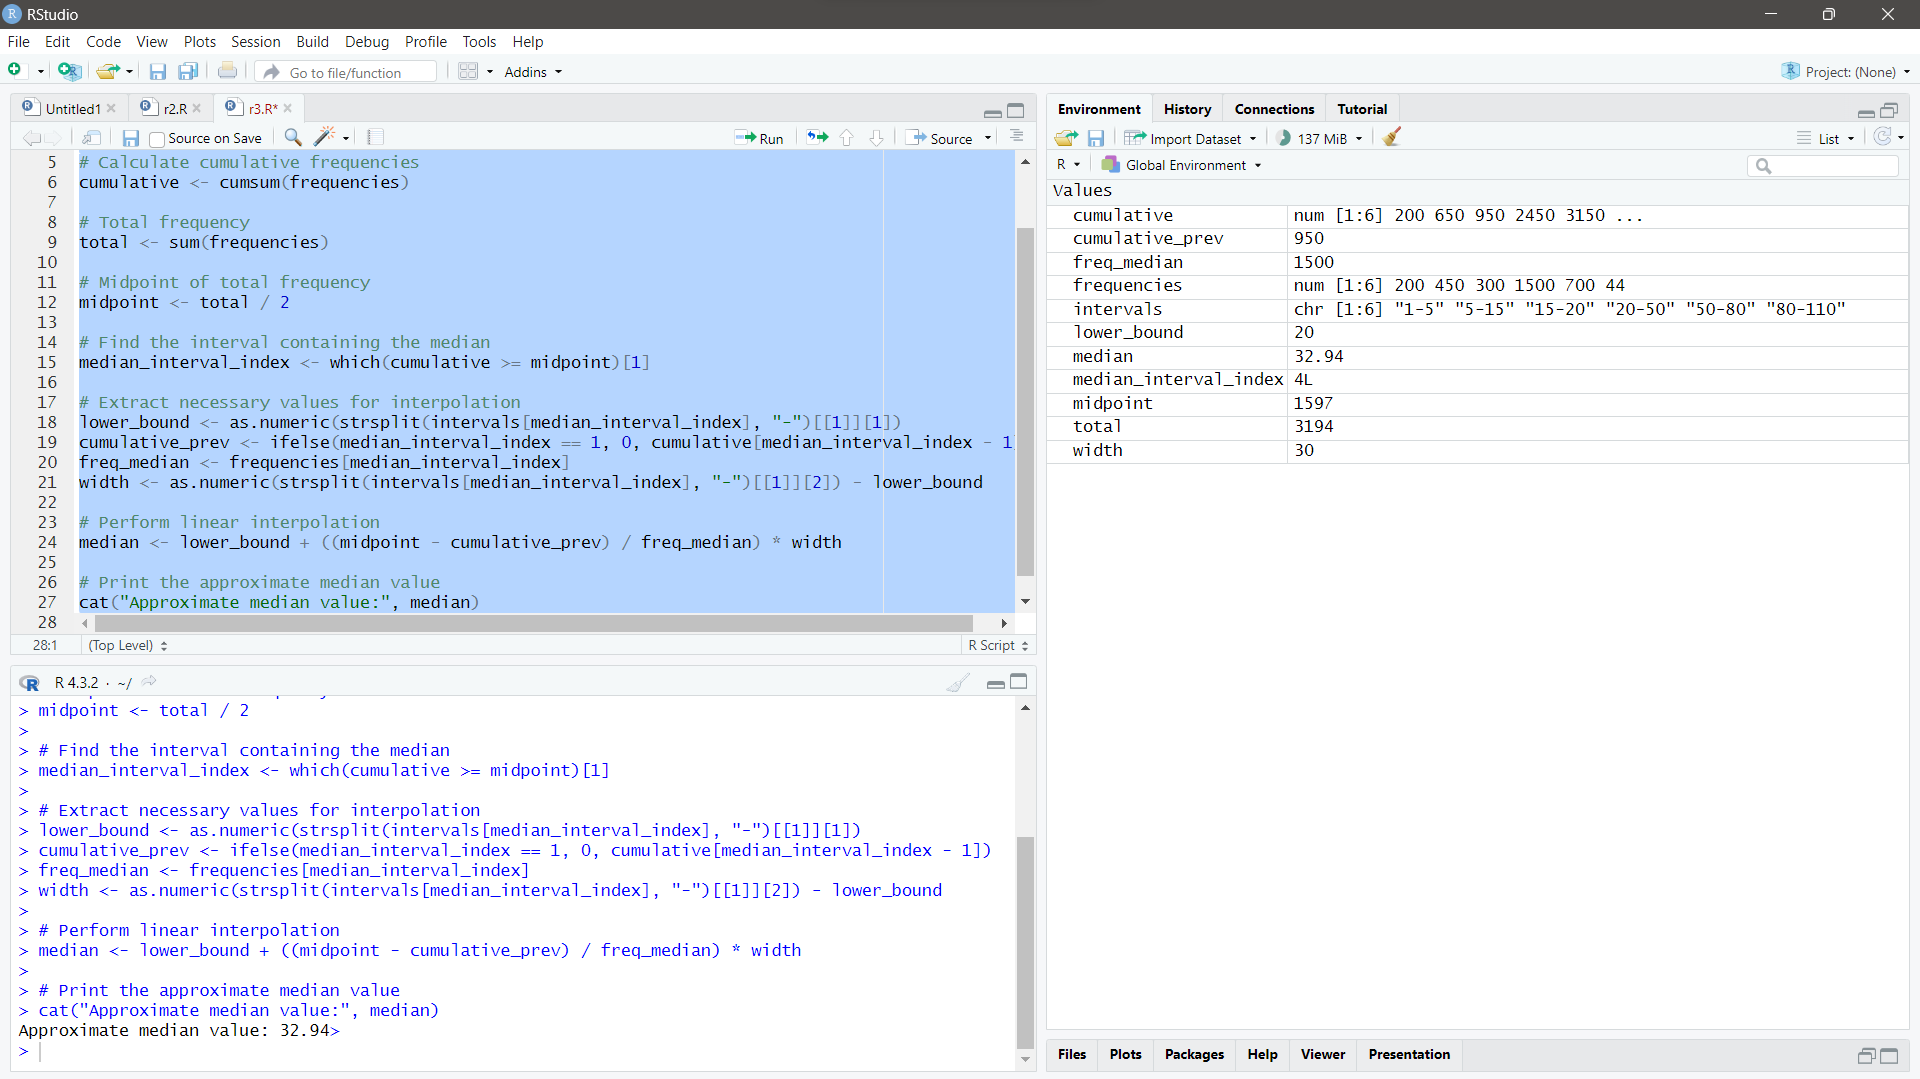 RStudio
File Edit Code View Plots Session Build Debug Profile Tools Help
Go to file/function Addins Project: (None)
Untitled1 r2.R r3.R*
Source on Save Run Source
5 # Calculate cumulative frequencies
6 cumulative <- cumsum(frequencies)
7
8 # Total frequency
9 total <- sum(frequencies)
10
11 # Midpoint of total frequency
12 midpoint <- total / 2
13
14 # Find the interval containing the median
15 median_interval_index <- which(cumulative >= midpoint)[1]
16
17 # Extract necessary values for interpolation
18 lower_bound <- as.numeric(strsplit(intervals[median_interval_index], "-")[[1]][1])
19 cumulative_prev <- ifelse(median_interval_index == 1, 0, cumulative[median_interval_index - 1]
20 freq_median <- frequencies[median_interval_index]
21 width <- as.numeric(strsplit(intervals[median_interval_index], "-")[[1]][2]) - lower_bound
22
23 # Perform linear interpolation
24 median <- lower_bound + ((midpoint - cumulative_prev) / freq_median) * width
25
26 # Print the approximate median value
27 cat("Approximate median value:", median)
28
28:1 (Top Level) R Script
R 4.3.2 · ~/
> midpoint <- total / 2
>
> # Find the interval containing the median
> median_interval_index <- which(cumulative >= midpoint)[1]
>
> # Extract necessary values for interpolation
> lower_bound <- as.numeric(strsplit(intervals[median_interval_index], "-")[[1]][1])
> cumulative_prev <- ifelse(median_interval_index == 1, 0, cumulative[median_interval_index - 1])
> freq_median <- frequencies[median_interval_index]
> width <- as.numeric(strsplit(intervals[median_interval_index], "-")[[1]][2]) - lower_bound
>
> # Perform linear interpolation
> median <- lower_bound + ((midpoint - cumulative_prev) / freq_median) * width
>
> # Print the approximate median value
> cat("Approximate median value:", median)
Approximate median value: 32.94>
>
Environment History Connections Tutorial
Import Dataset 137 MiB List
R Global Environment
Values
cumulative num [1:6] 200 650 950 2450 3150 ...
cumulative_prev 950
freq_median 1500
frequencies num [1:6] 200 450 300 1500 700 44
intervals chr [1:6] "1-5" "5-15" "15-20" "20-50" "50-80" "80-110"
lower_bound 20
median 32.94
median_interval_index 4L
midpoint 1597
total 3194
width 30
Files Plots Packages Help Viewer Presentation